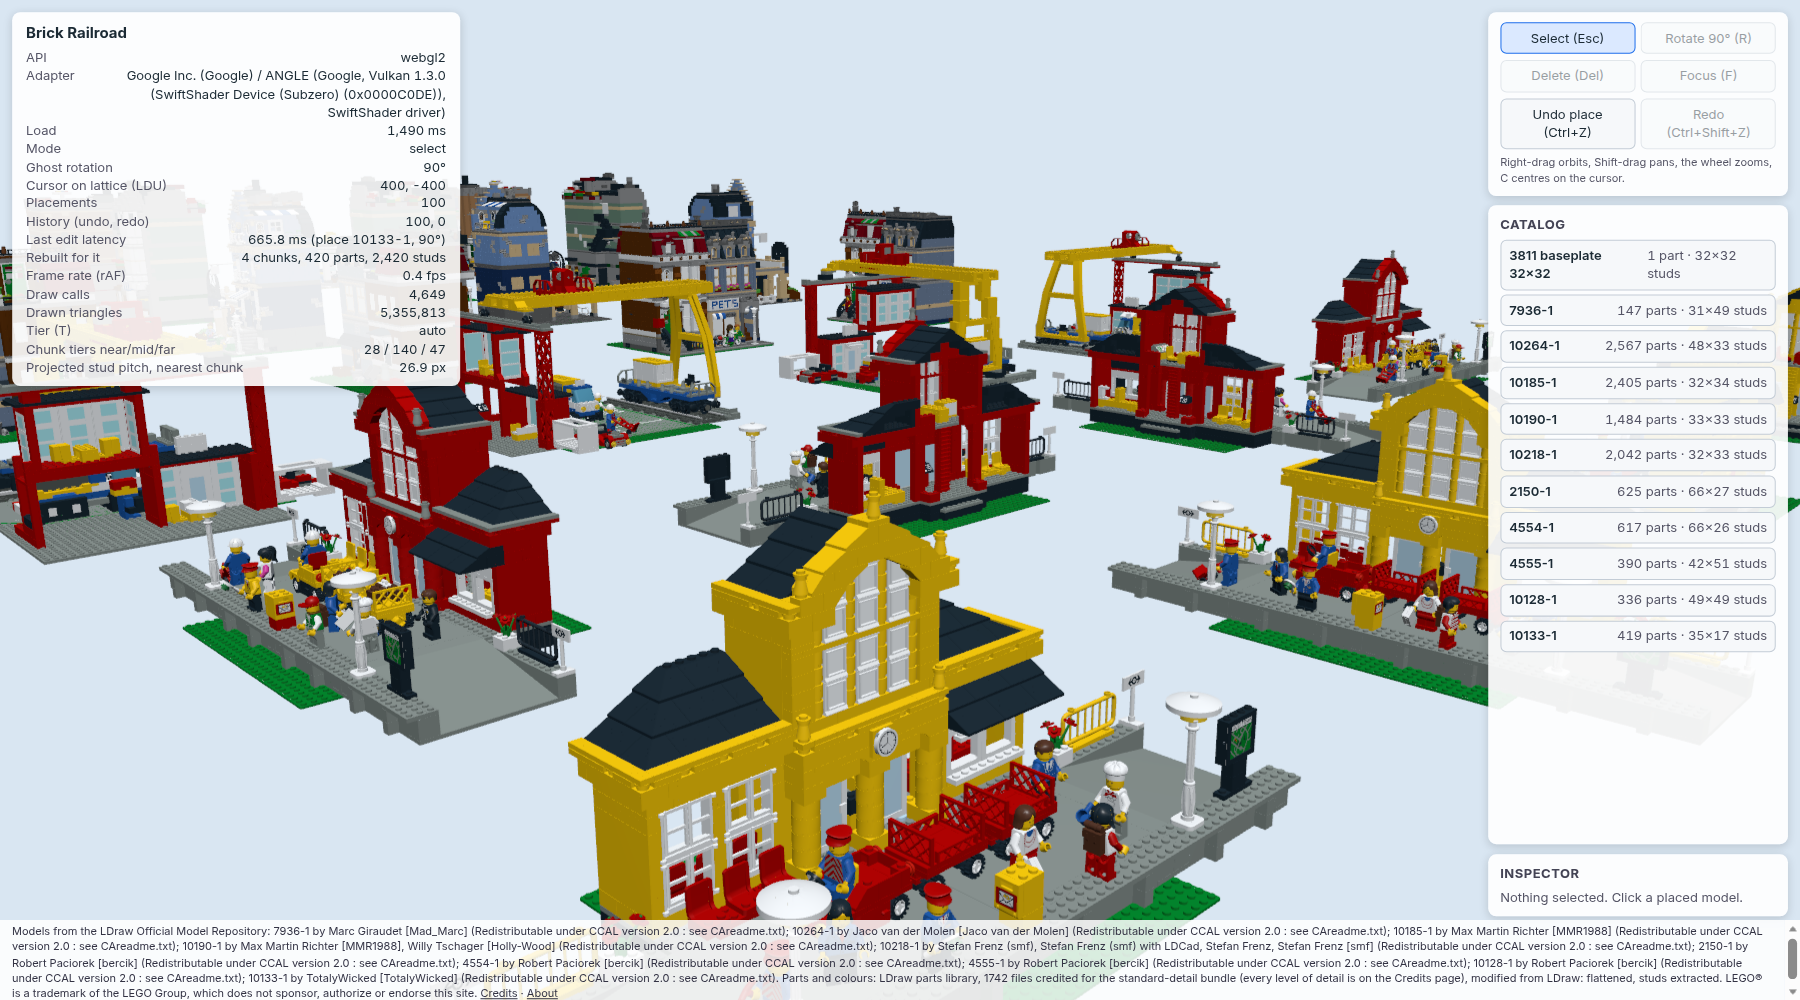 Brick Railroad
API webgl2
Adapter Google Inc. (Google) / ANGLE (Google, Vulkan 1.3.0
(SwiftShader Device (Subzero) (0x0000C0DE)),
SwiftShader driver)
Load 1,490 ms
Mode select
Ghost rotation 90°
Cursor on lattice (LDU) 400, -400
Placements 100
History (undo, redo) 100, 0
Last edit latency 665.8 ms (place 10133-1, 90°)
Rebuilt for it 4 chunks, 420 parts, 2,420 studs
Frame rate (rAF) 0.4 fps
Draw calls 4,649
Drawn triangles 5,355,813
Tier (T) auto
Chunk tiers near/mid/far 28 / 140 / 47
Projected stud pitch, nearest chunk 26.9 px
PET'S
Select (Esc) Rotate 90° (R)
Delete (Del) Focus (F)
Undo place
(Ctrl+Z)
Redo
(Ctrl+Shift+Z)
Right-drag orbits, Shift-drag pans, the wheel zooms,
C centres on the cursor.
CATALOG
3811 baseplate
32×32
1 part · 32×32
studs
7936-1 147 parts · 31×49 studs
10264-1 2,567 parts · 48×33 studs
10185-1 2,405 parts · 32×34 studs
10190-1 1,484 parts · 33×33 studs
10218-1 2,042 parts · 32×33 studs
2150-1 625 parts · 66×27 studs
4554-1 617 parts · 66×26 studs
4555-1 390 parts · 42×51 studs
10128-1 336 parts · 49×49 studs
10133-1 419 parts · 35×17 studs
INSPECTOR
Nothing selected. Click a placed model.
Models from the LDraw Official Model Repository: 7936-1 by Marc Giraudet [Mad_Marc] (Redistributable under CCAL version 2.0 : see CAreadme.txt); 10264-1 by Jaco van der Molen [Jaco van der Molen] (Redistributable under CCAL version 2.0 : see CAreadme.txt); 10185-1 by Max Martin Richter [MMR1988] (Redistributable under CCAL
version 2.0 : see CAreadme.txt); 10190-1 by Max Martin Richter [MMR1988], Willy Tschager [Holly-Wood] (Redistributable under CCAL version 2.0 : see CAreadme.txt); 10218-1 by Stefan Frenz (smf), Stefan Frenz (smf) with LDCad, Stefan Frenz, Stefan Frenz [smf] (Redistributable under CCAL version 2.0 : see CAreadme.txt); 2150-1 by
Robert Paciorek [bercik] (Redistributable under CCAL version 2.0 : see CAreadme.txt); 4554-1 by Robert Paciorek [bercik] (Redistributable under CCAL version 2.0 : see CAreadme.txt); 4555-1 by Robert Paciorek [bercik] (Redistributable under CCAL version 2.0 : see CAreadme.txt); 10128-1 by Robert Paciorek [bercik] (Redistributable
under CCAL version 2.0 : see CAreadme.txt); 10133-1 by TotalyWicked [TotalyWicked] (Redistributable under CCAL version 2.0 : see CAreadme.txt). Parts and colours: LDraw parts library, 1742 files credited for the standard-detail bundle (every level of detail is on the Credits page), modified from LDraw: flattened, studs extracted. LEGO®
is a trademark of the LEGO Group, which does not sponsor, authorize or endorse this site. Credits · About